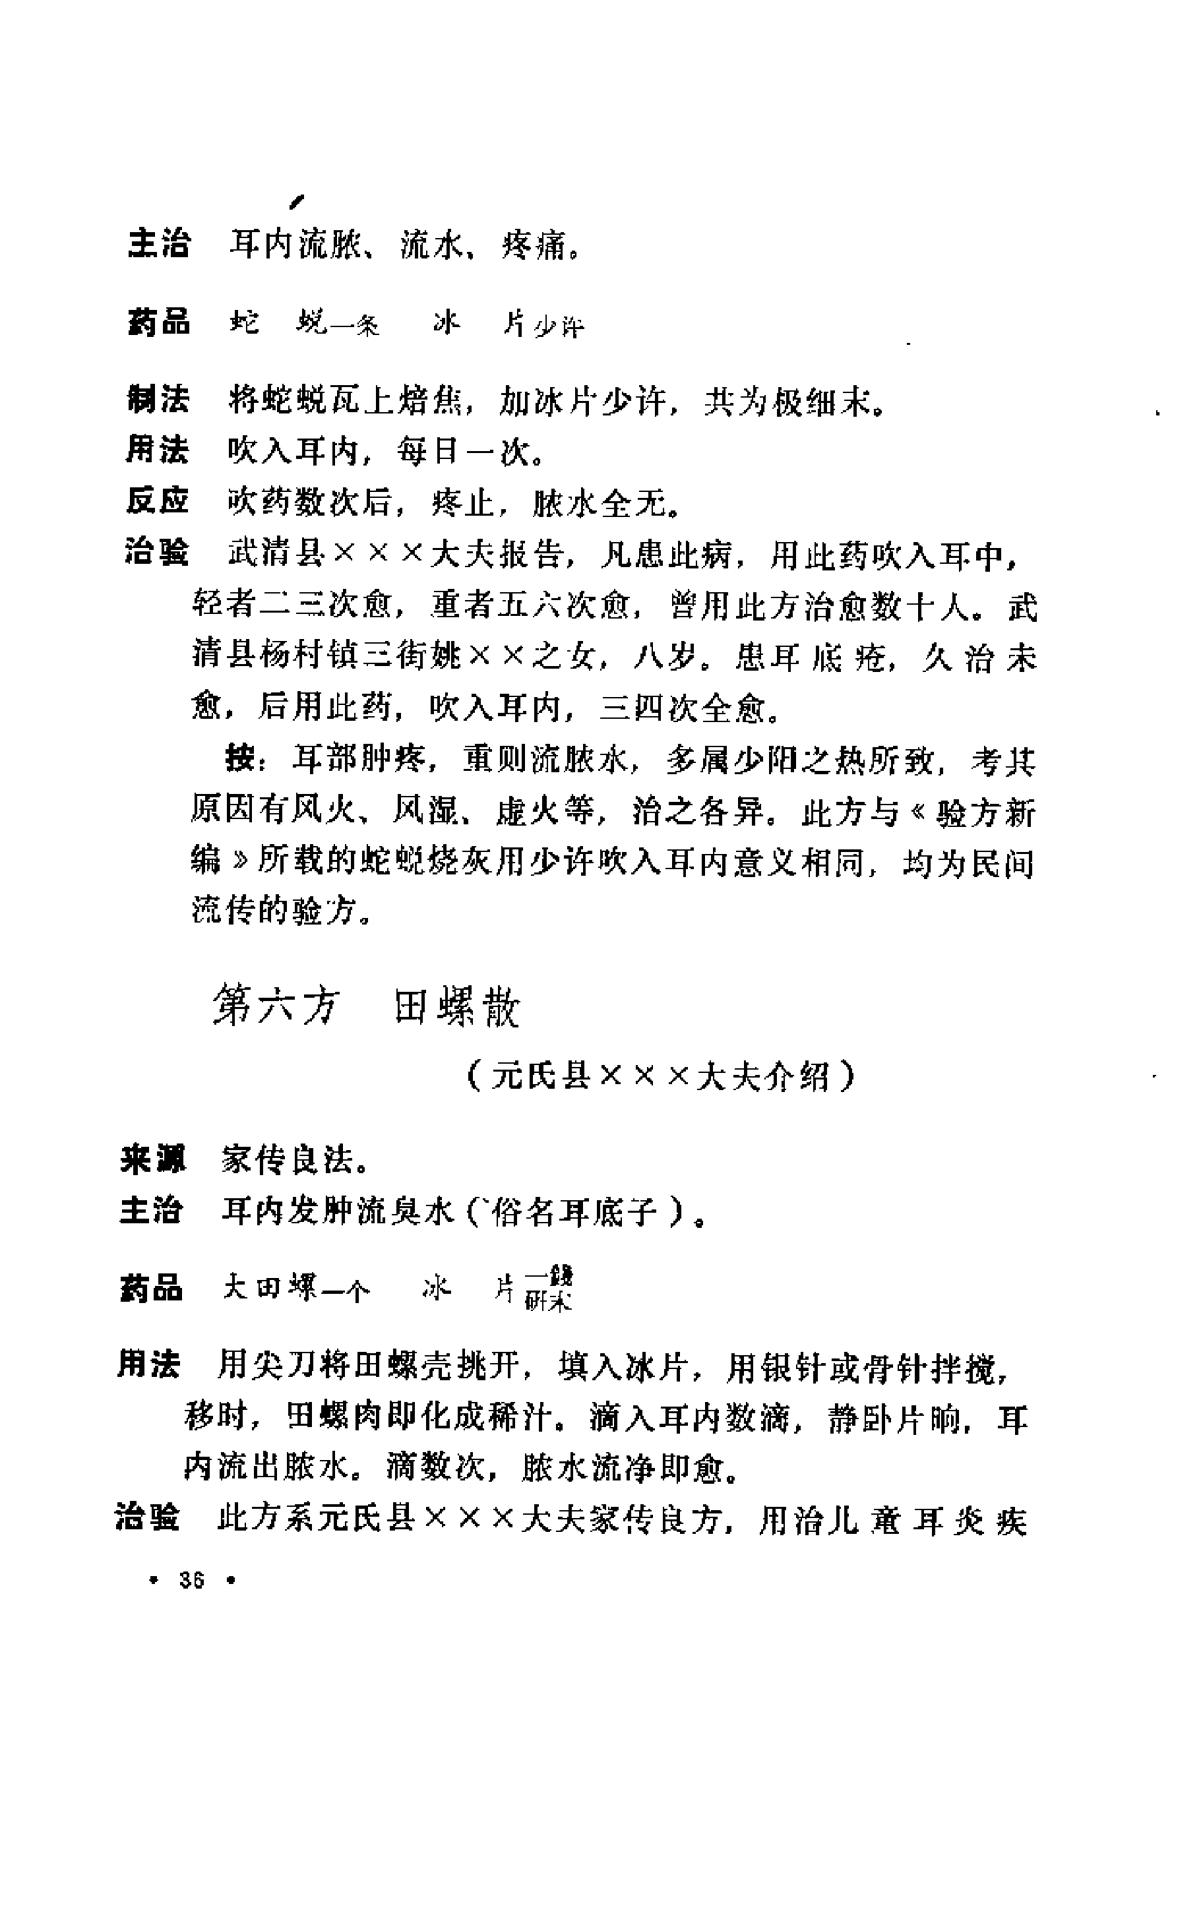 主治　耳内流脓、流水、疼痛。
药品　蛇　蜕一条　冰　片少许
制法　将蛇蜕瓦上焙焦，加冰片少许，共为极细末。
用法　吹入耳内，每日一次。
反应　吹药数次后，疼止，脓水全无。
治验　武清县×××大夫报告，凡患此病，用此药吹入耳中，
轻者二三次愈，重者五六次愈，曾用此方治愈数十人。武
清县杨村镇三街姚××之女，八岁。患耳底疮，久治未
愈，后用此药，吹入耳内，三四次全愈。
按：耳部肿疼，重则流脓水，多属少阳之热所致，考其
原因有风火、风湿、虚火等，治之各异。此方与《验方新
编》所载的蛇蜕烧灰用少许吹入耳内意义相同，均为民间
流传的验方。
第六方　田螺散
（元氏县×××大夫介绍）
来源　家传良法。
主治　耳内发肿流臭水（俗名耳底子）。
药品　大田螺一个　冰　片一錢研末
用法　用尖刀将田螺壳挑开，填入冰片，用银针或骨针拌搅，
移时，田螺肉即化成稀汁。滴入耳内数滴，静卧片晌，耳
内流出脓水。滴数次，脓水流净即愈。
治验　此方系元氏县×××大夫家传良方，用治儿童耳炎疾
• 36 •